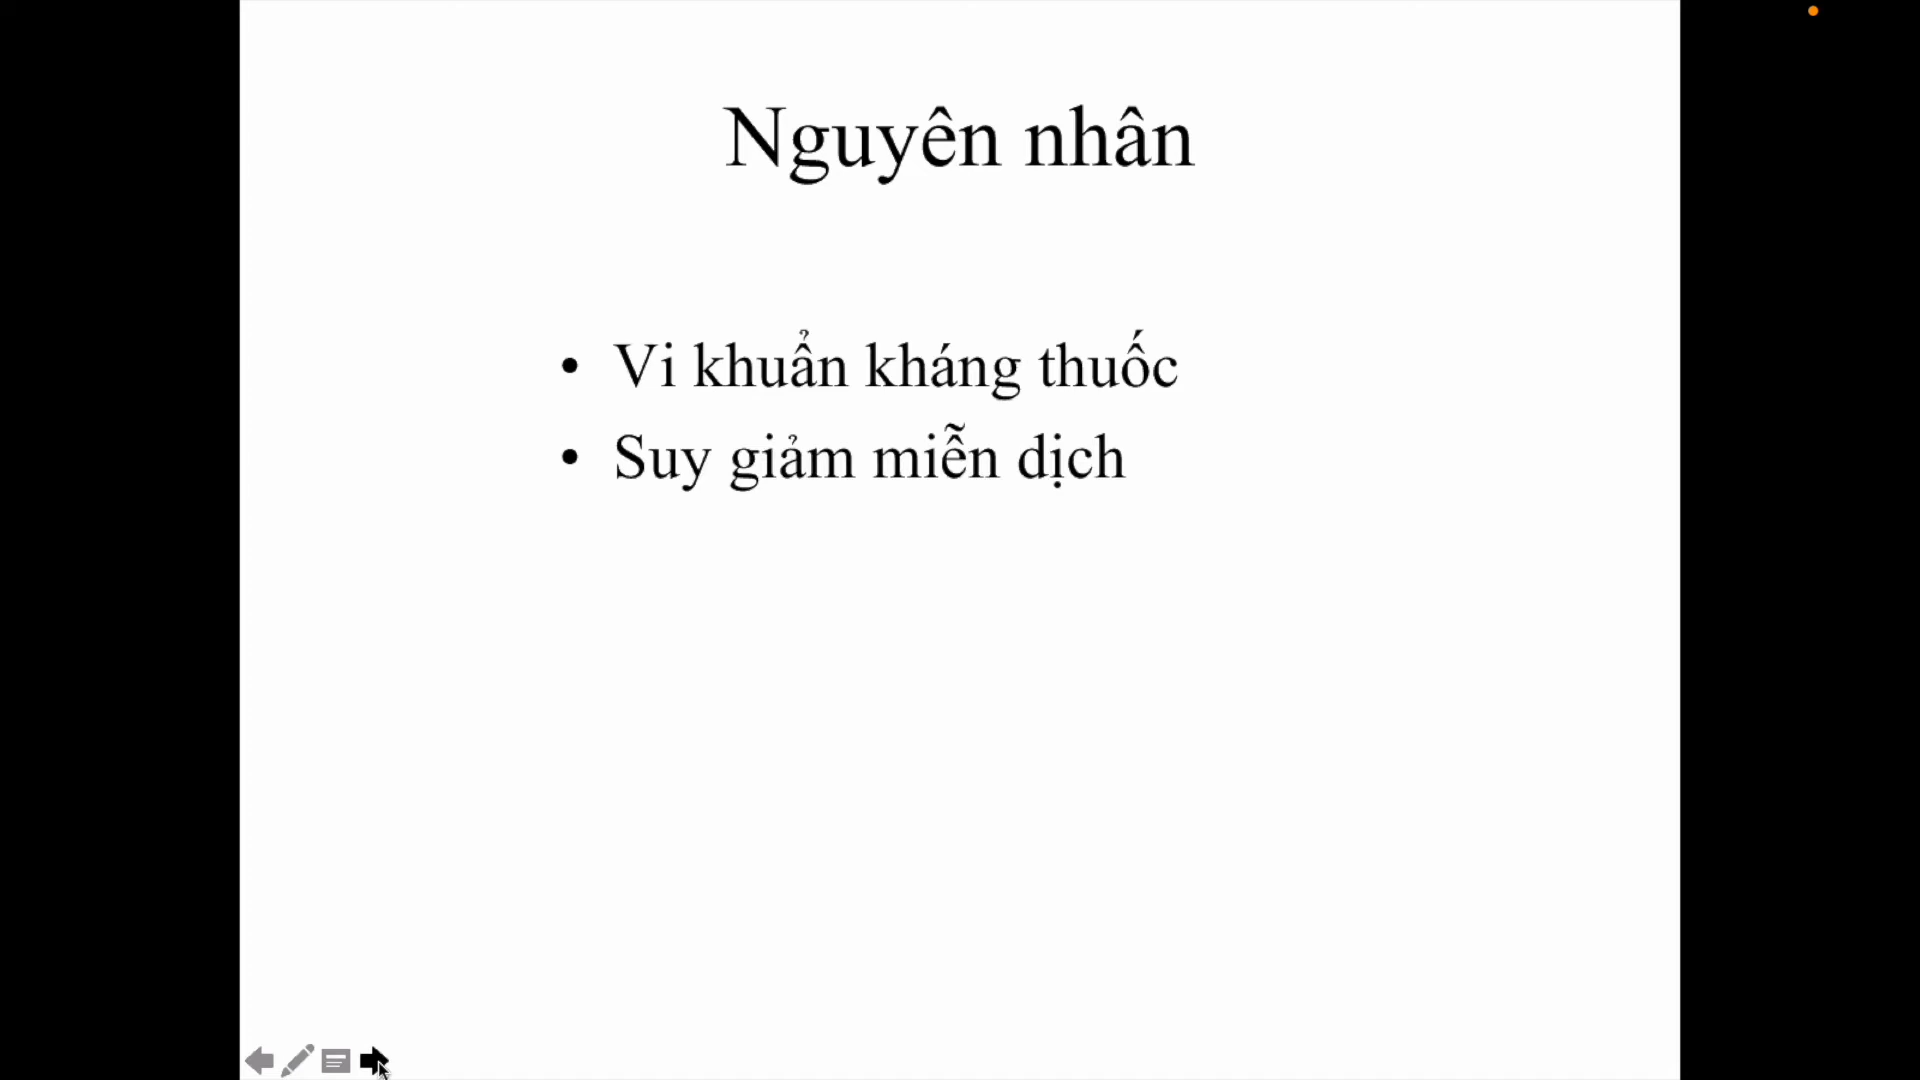 Nguyên nhân
• Vi khuẩn kháng thuốc
• Suy giảm miễn dịch